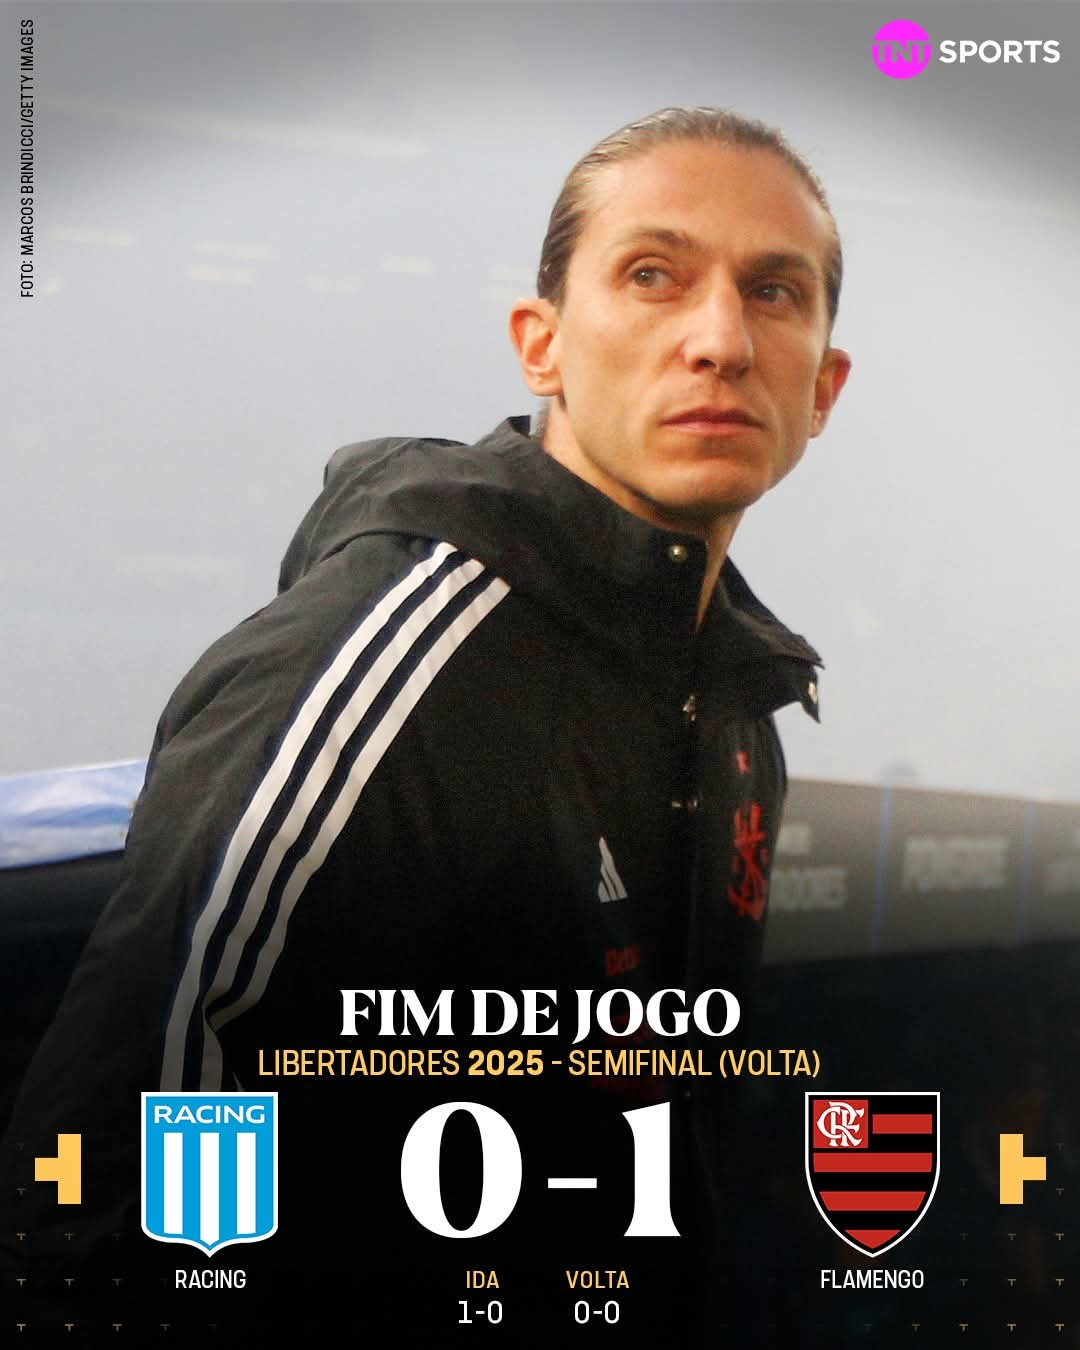 FOTO: MARCOS BRINDICCI/GETTY IMAGES
TNT SPORTS
FIM DE JOGO
LIBERTADORES 2025 - SEMIFINAL (VOLTA)
RACING
CRF
0-1
RACING
IDA
VOLTA
FLAMENGO
1-0
0-0